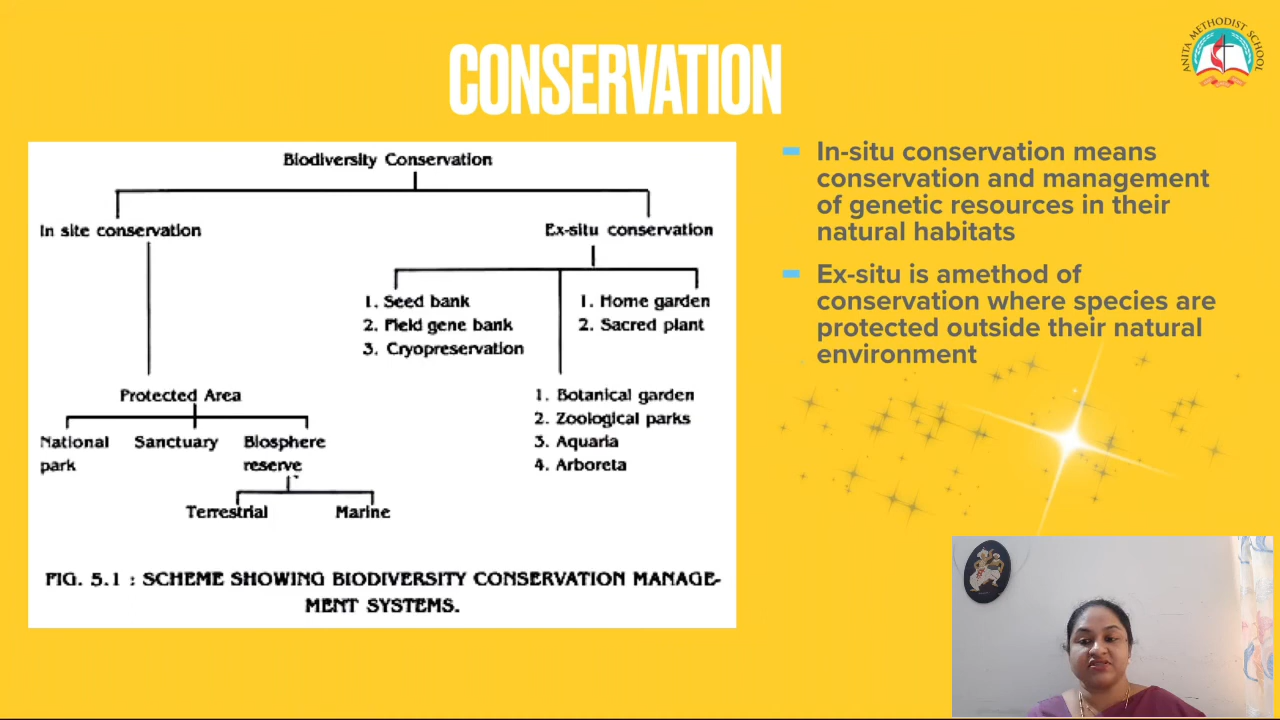 CONSERVATION
ANITA METHODIST SCHOOL
Biodiversity Conservation
In site conservation
Ex-situ conservation
1. Seed bank
2. Field gene bank
3. Cryopreservation
1. Home garden
2. Sacred plant
Protected Area
National
park
Sanctuary
Biosphere
reserve
Terrestrial
Marine
1. Botanical garden
2. Zoological parks
3. Aquaria
4. Arboreta
FIG. 5.1 : SCHEME SHOWING BIODIVERSITY CONSERVATION MANAGE-
MENT SYSTEMS.
In-situ conservation means
conservation and management
of genetic resources in their
natural habitats
Ex-situ is amethod of
conservation where species are
protected outside their natural
environment